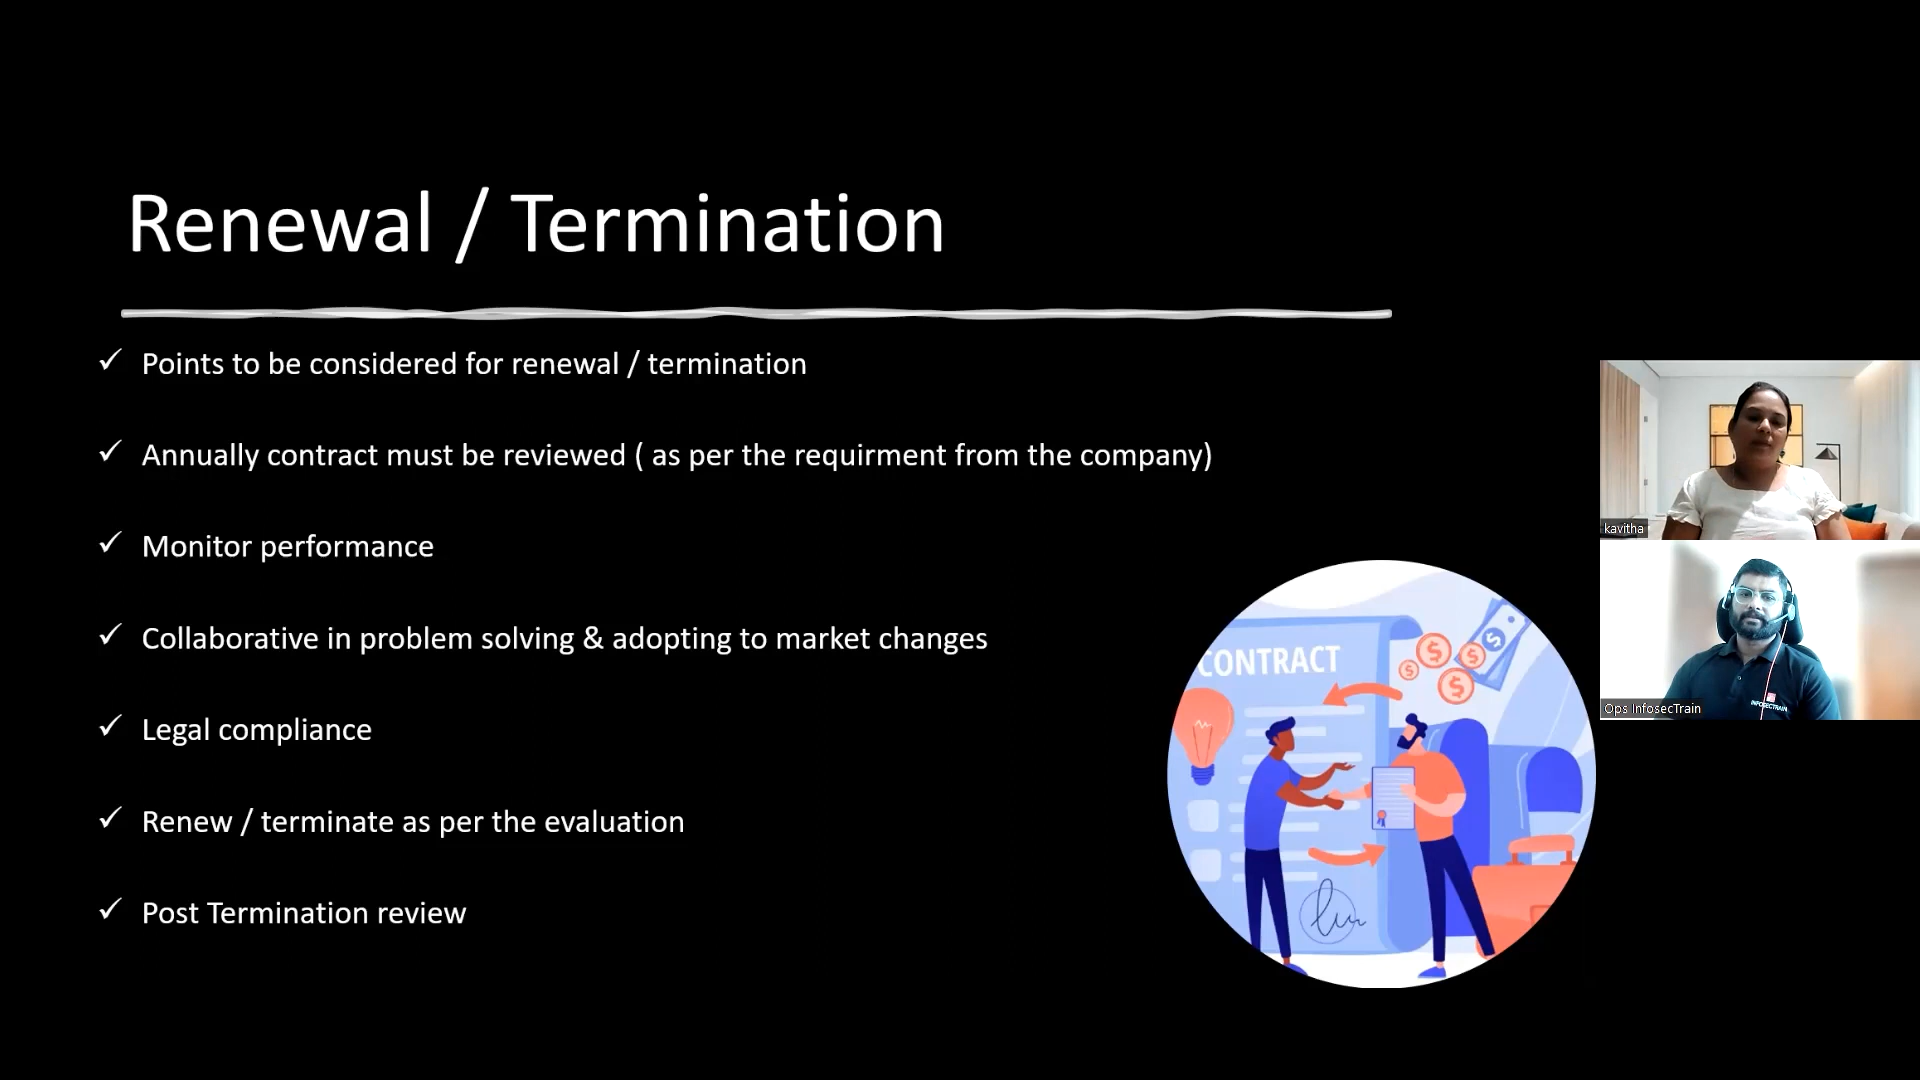 Renewal / Termination
✓ Points to be considered for renewal / termination
✓ Annually contract must be reviewed ( as per the requirment from the company)
✓ Monitor performance
✓ Collaborative in problem solving & adopting to market changes
✓ Legal compliance
✓ Renew / terminate as per the evaluation
✓ Post Termination review
CONTRACT
kavitha
INFOSECTRAIN
Ops InfosecTrain